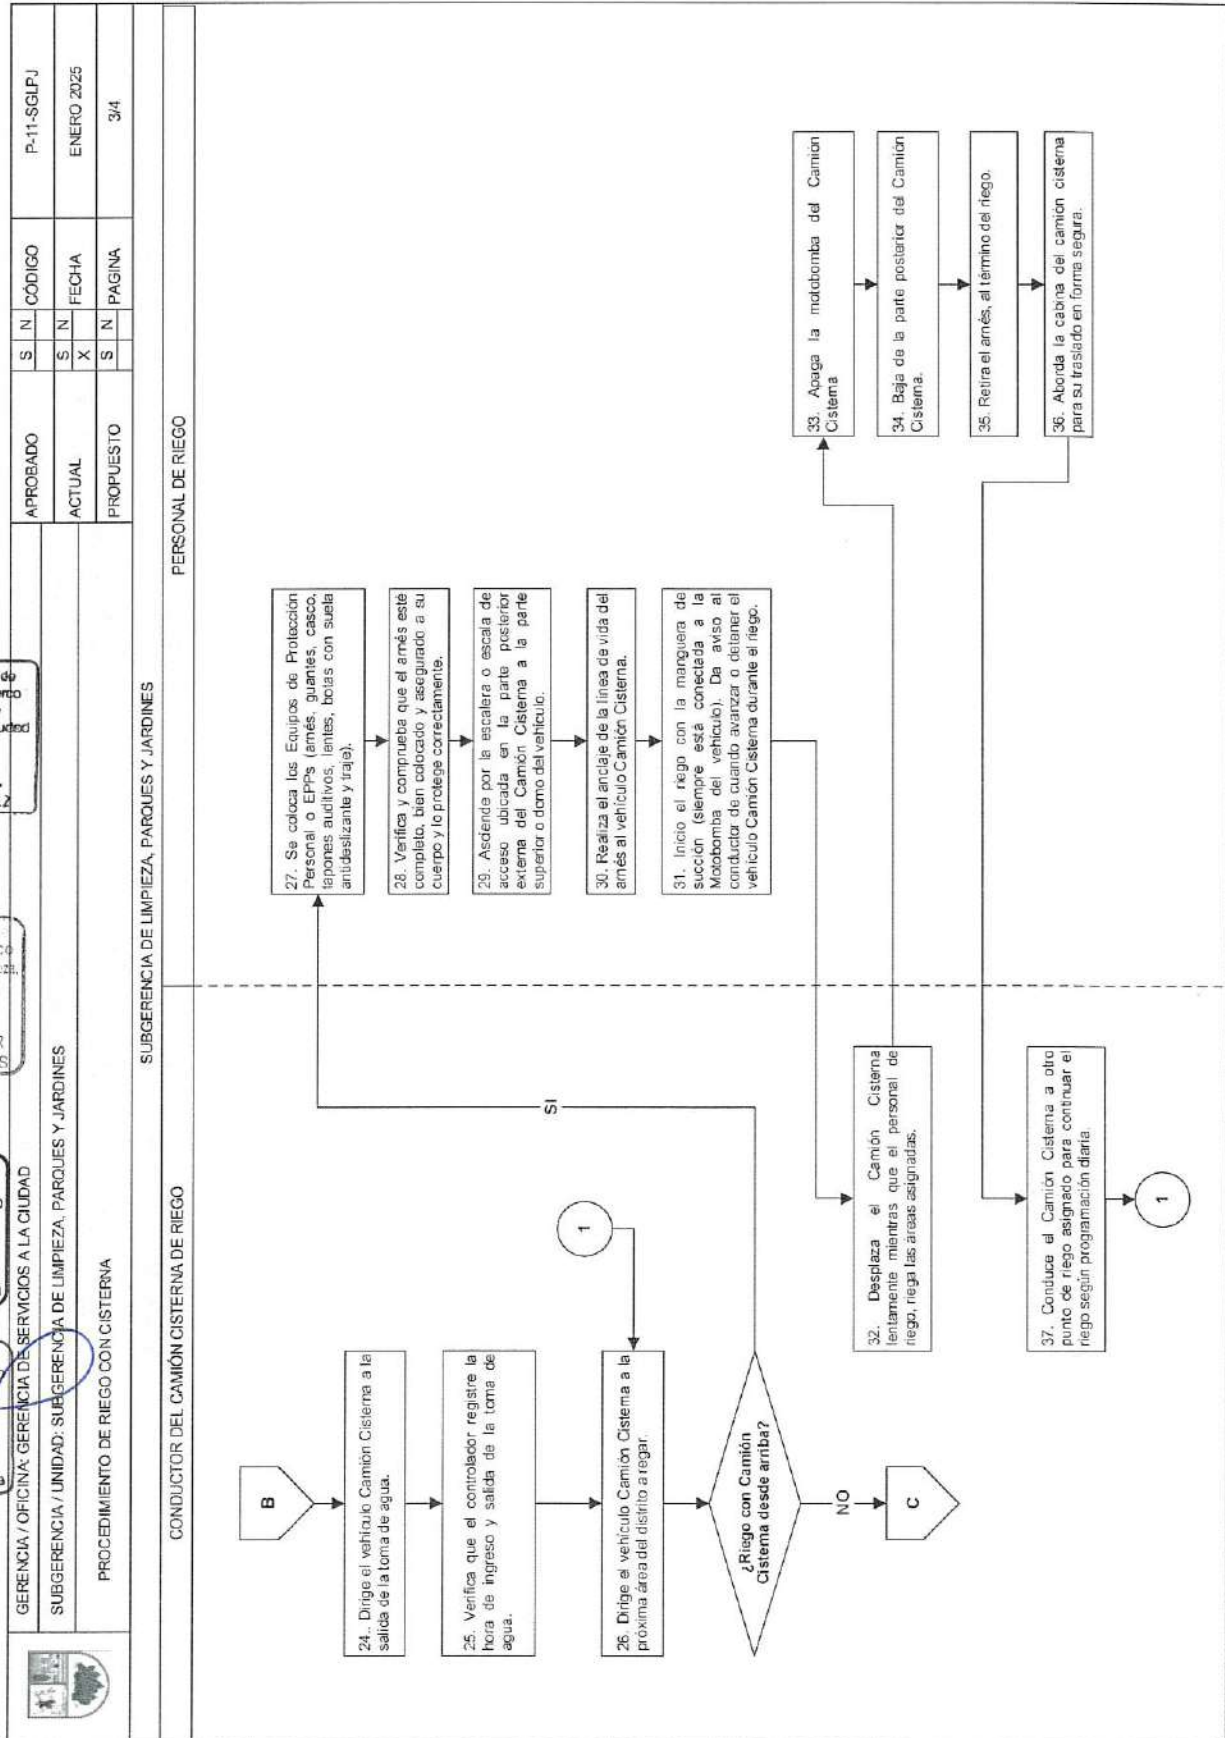 GERENCIA / OFICINA: GERENCIA DE SERVICIOS A LA CIUDAD
APROBADO
S N
CÓDIGO
P-11-SGLPJ
SUBGERENCIA / UNIDAD: SUBGERENCIA DE LIMPIEZA, PARQUES Y JARDINES
ACTUAL
S N
X
FECHA
ENERO 2025
PROCEDIMIENTO DE RIEGO CON CISTERNA
PROPUESTO
S N
PAGINA
3/4
SUBGERENCIA DE LIMPIEZA, PARQUES Y JARDINES
CONDUCTOR DEL CAMIÓN CISTERNA DE RIEGO
PERSONAL DE RIEGO
B
24.. Dirige el vehículo Camión Cisterna a la
salida de la toma de agua.
25. Verifica que el controlador registre la
hora de ingreso y salida de la toma de
agua.
1
26. Dirige el vehículo Camión Cisterna a la
próxima área del distrito a regar.
¿Riego con Camión
Cisterna desde arriba?
SI
NO
C
27. Se coloca los Equipos de Protección
Personal o EPPs (arnés, guantes, casco,
tapones auditivos, lentes, botas con suela
antideslizante y traje).
28. Verifica y comprueba que el arnés esté
completo, bien colocado y asegurado a su
cuerpo y lo protege correctamente.
29. Asciende por la escalera o escala de
acceso ubicada en la parte posterior
externa del Camión Cisterna a la parte
superior o domo del vehículo.
30. Realiza el anclaje de la línea de vida del
arnés al vehículo Camión Cisterna.
31. Inicio el riego con la manguera de
succión (siempre está conectada a la
Motobomba del vehículo). Da aviso al
conductor de cuando avanzar o detener el
vehículo Camión Cisterna durante el riego.
32. Desplaza el Camión Cisterna
lentamente mientras que el personal de
riego, riega las áreas asignadas.
33. Apaga la motobomba del Camión
Cisterna
34. Baja de la parte posterior del Camión
Cisterna.
35. Retira el arnés, al término del riego.
36. Aborda la cabina del camión cisterna
para su traslado en forma segura.
37. Conduce el Camión Cisterna a otro
punto de riego asignado para continuar el
riego según programación diaria.
1